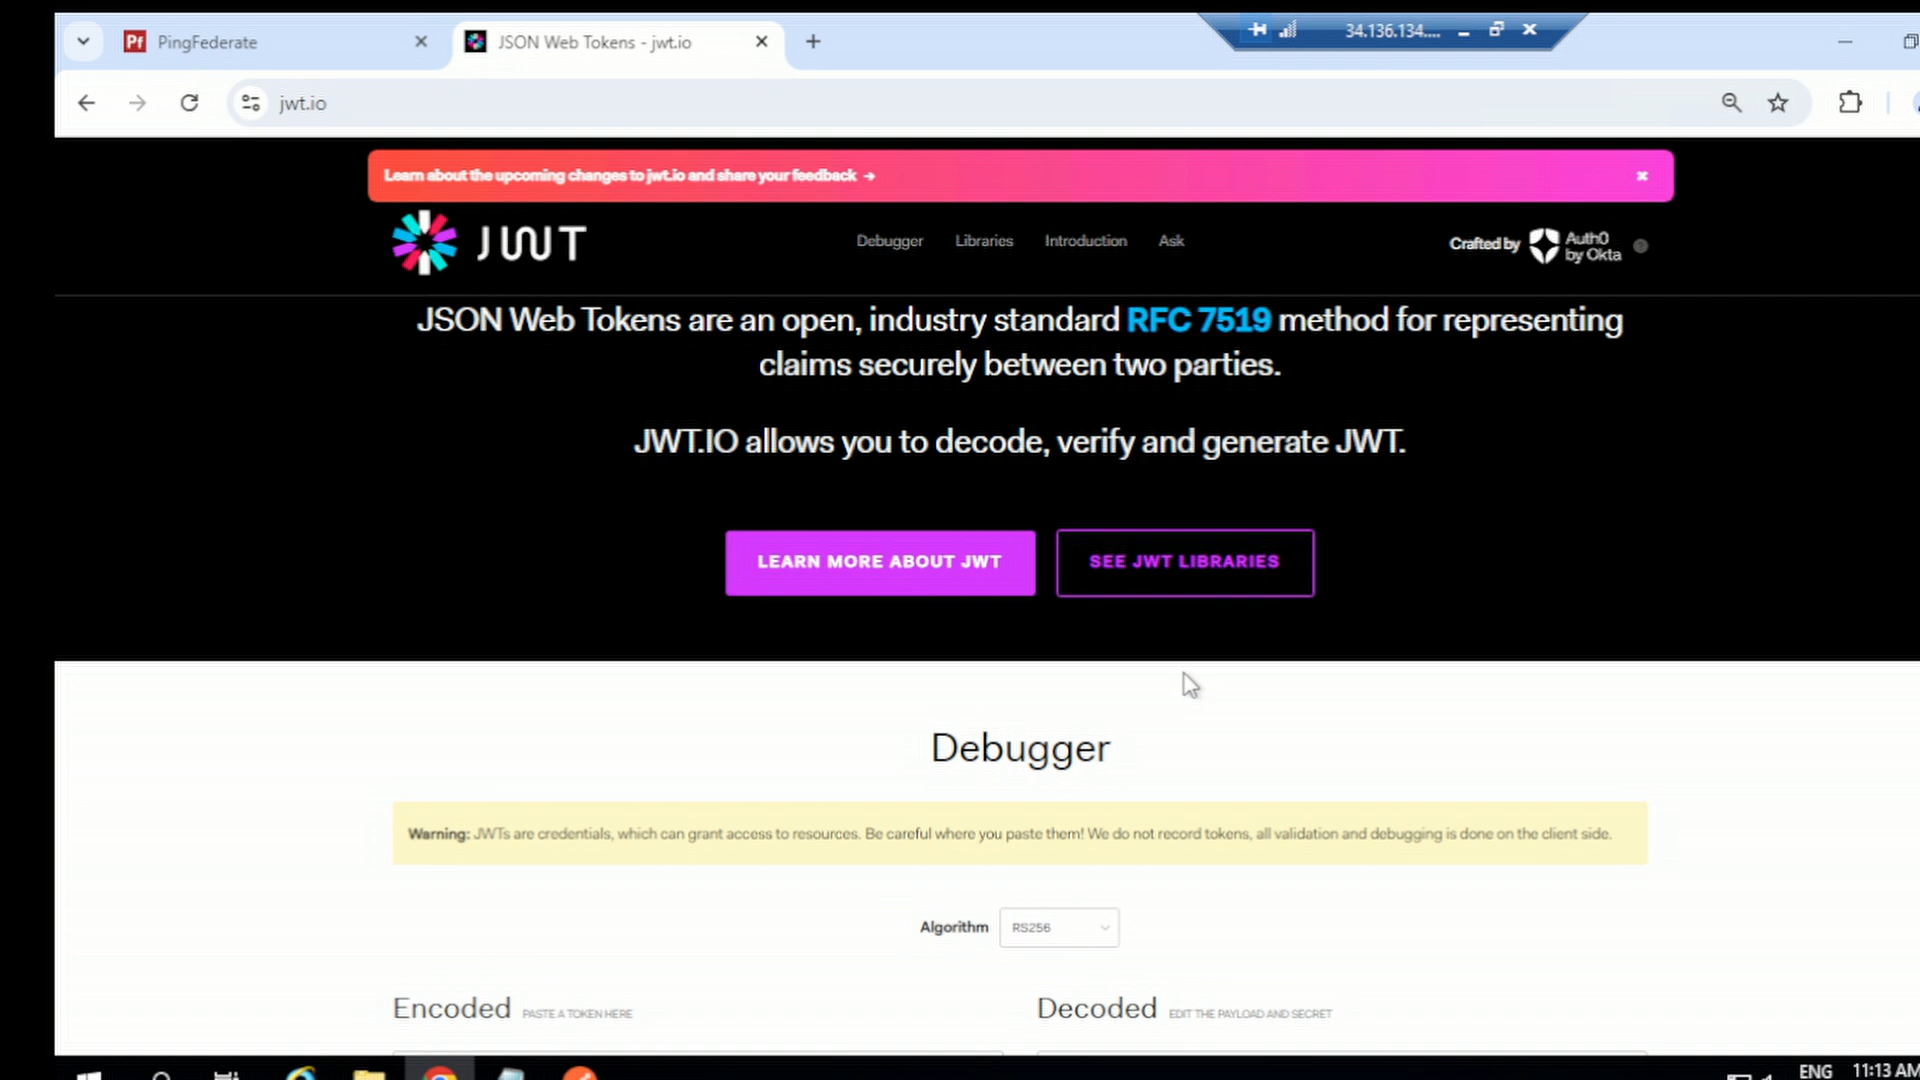 PingFederate
JSON Web Tokens - jwt.io
34.136.134....
jwt.io
Learn about the upcoming changes to jwt.io and share your feedback →
JWT
Debugger
Libraries
Introduction
Ask
Crafted by
Auth0
by Okta
JSON Web Tokens are an open, industry standard RFC 7519 method for representing
claims securely between two parties.
JWT.IO allows you to decode, verify and generate JWT.
LEARN MORE ABOUT JWT
SEE JWT LIBRARIES
Debugger
Warning: JWTs are credentials, which can grant access to resources. Be careful where you paste them! We do not record tokens, all validation and debugging is done on the client side.
Algorithm
RS256
Encoded PASTE A TOKEN HERE
Decoded EDIT THE PAYLOAD AND SECRET
ENG
11:13 AM